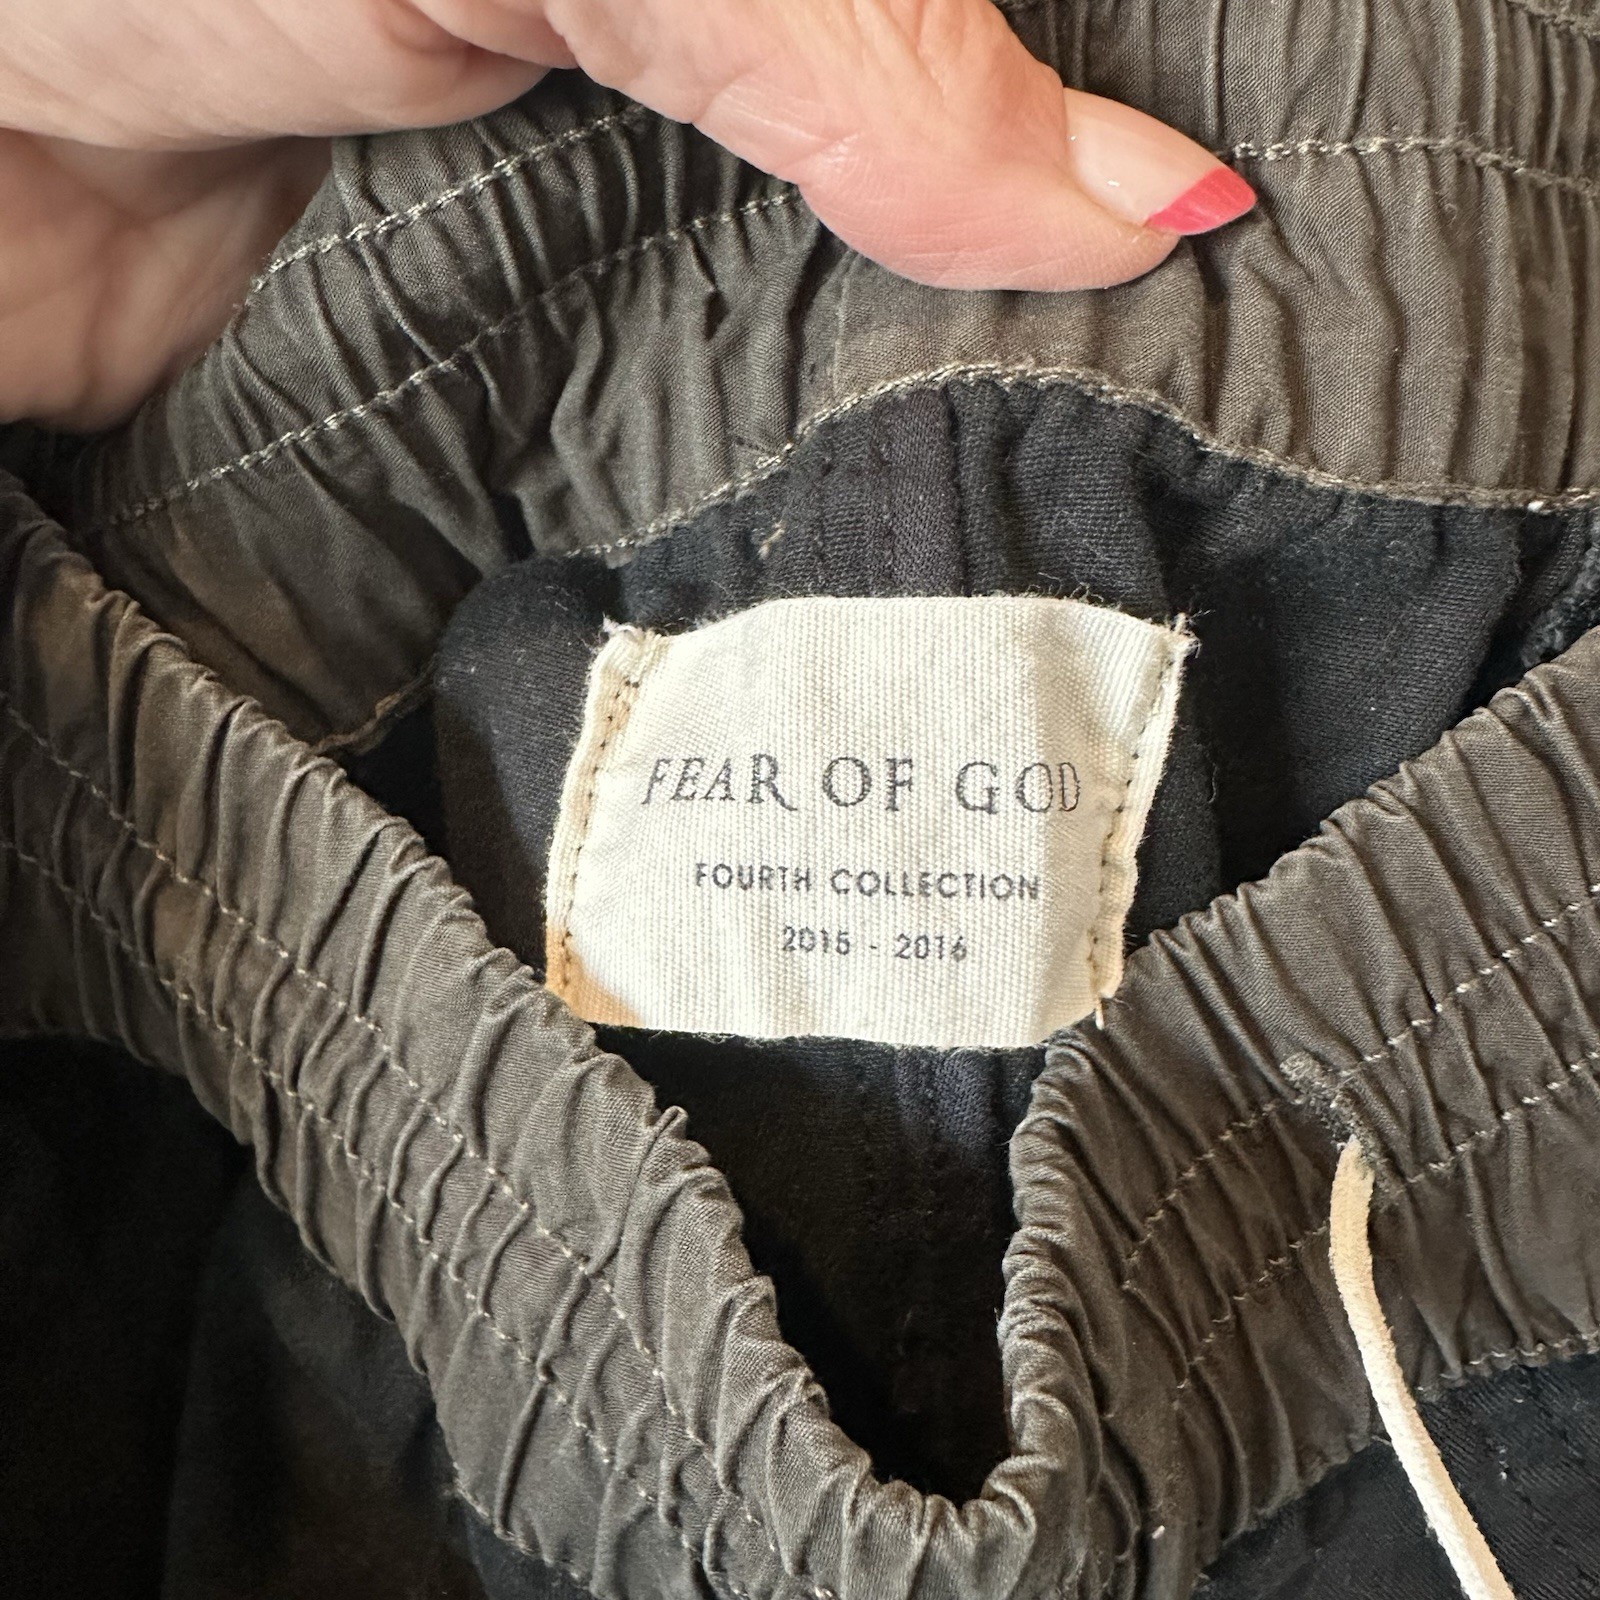 FEAR OF GOD
FOURTH COLLECTION
2015 - 2016